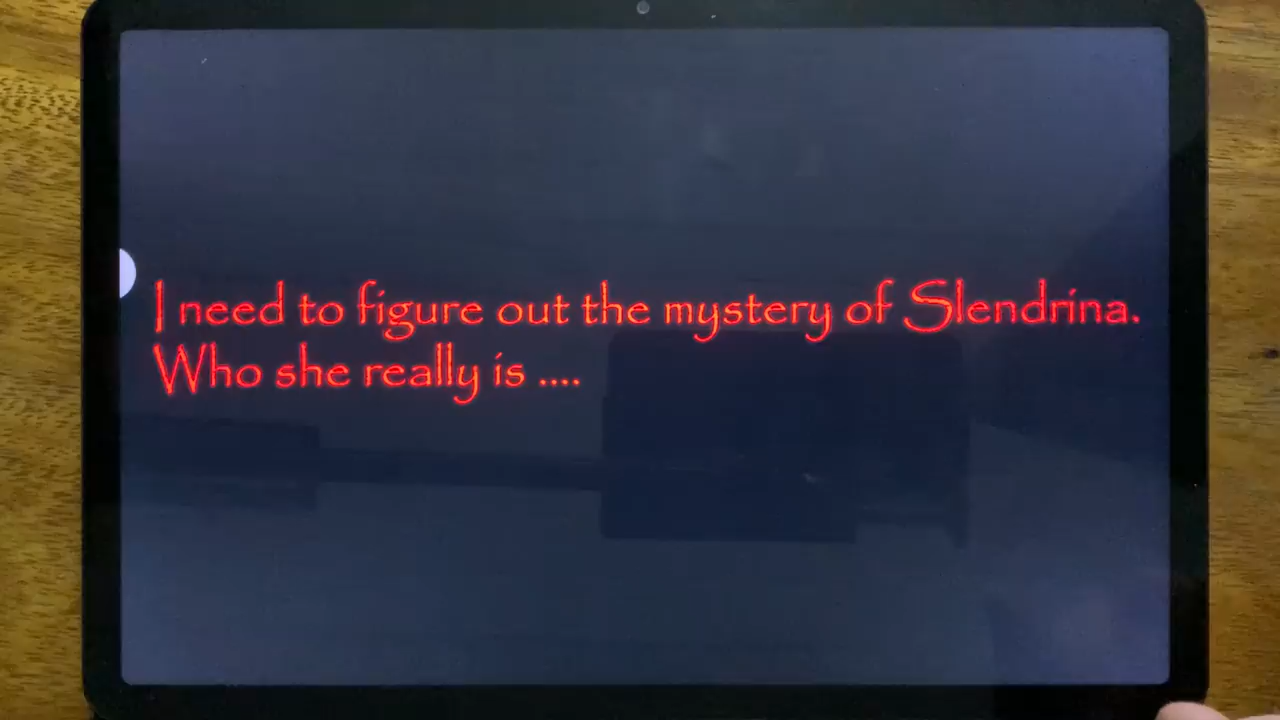 I need to figure out the mystery of Slendrina.
Who she really is ....